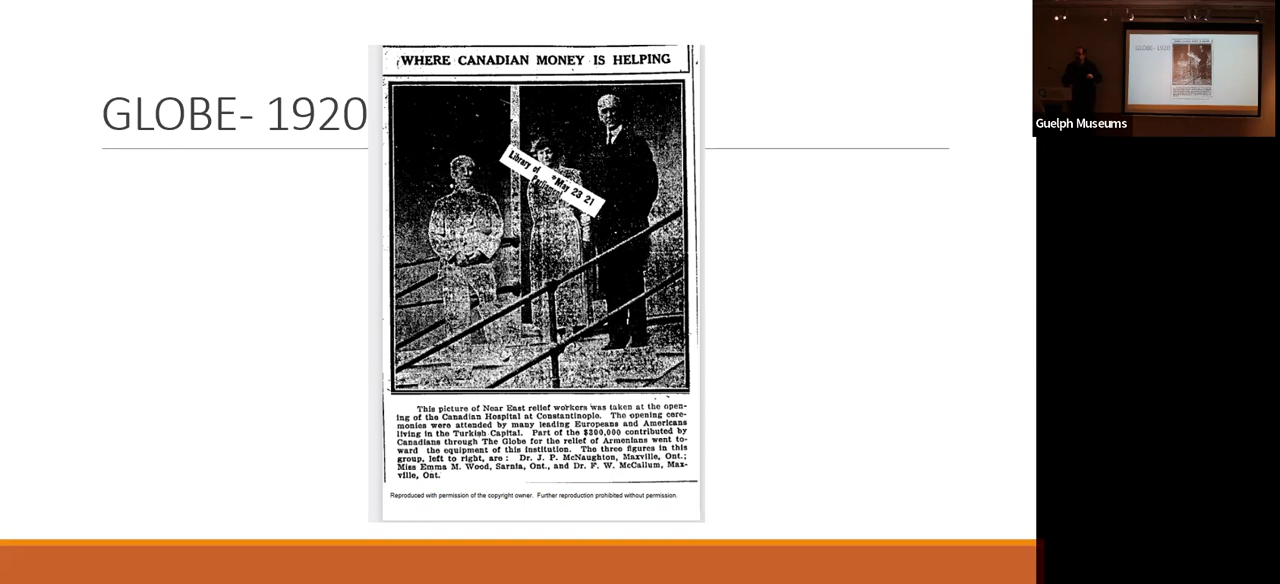 GLOBE- 1920
WHERE CANADIAN MONEY IS HELPING
Library of
Parliament
May 23 21
This picture of Near East relief workers was taken at the open-
ing of the Canadian Hospital at Constantinople. The opening cere-
monies were attended by many leading Europeans and Americans
living in the Turkish Capital. Part of the $300,000 contributed by
Canadians through The Globe for the relief of Armenians went to-
ward the equipment of this institution. The three figures in this
group, left to right, are : Dr. J. P. McNaughton, Maxville, Ont.;
Miss Emma M. Wood, Sarnia, Ont., and Dr. F. W. McCallum, Max-
ville, Ont.
Reproduced with permission of the copyright owner. Further reproduction prohibited without permission.
GLOBE- 1920
Guelph Museums